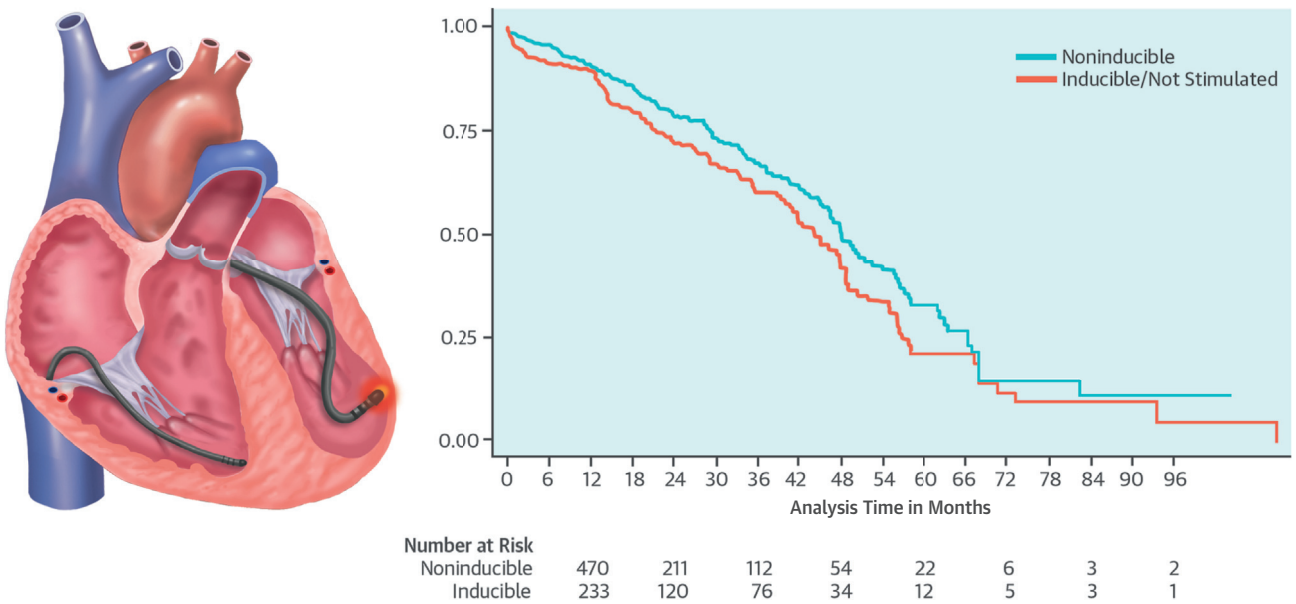 1.00
0.75
0.50
0.25
0.00
Noninducible
Inducible/Not Stimulated
0 6 12 18 24 30 36 42 48 54 60 66 72 78 84 90 96
Analysis Time in Months
Number at Risk
Noninducible 470 211 112 54 22 6 3 2
Inducible 233 120 76 34 12 5 3 1